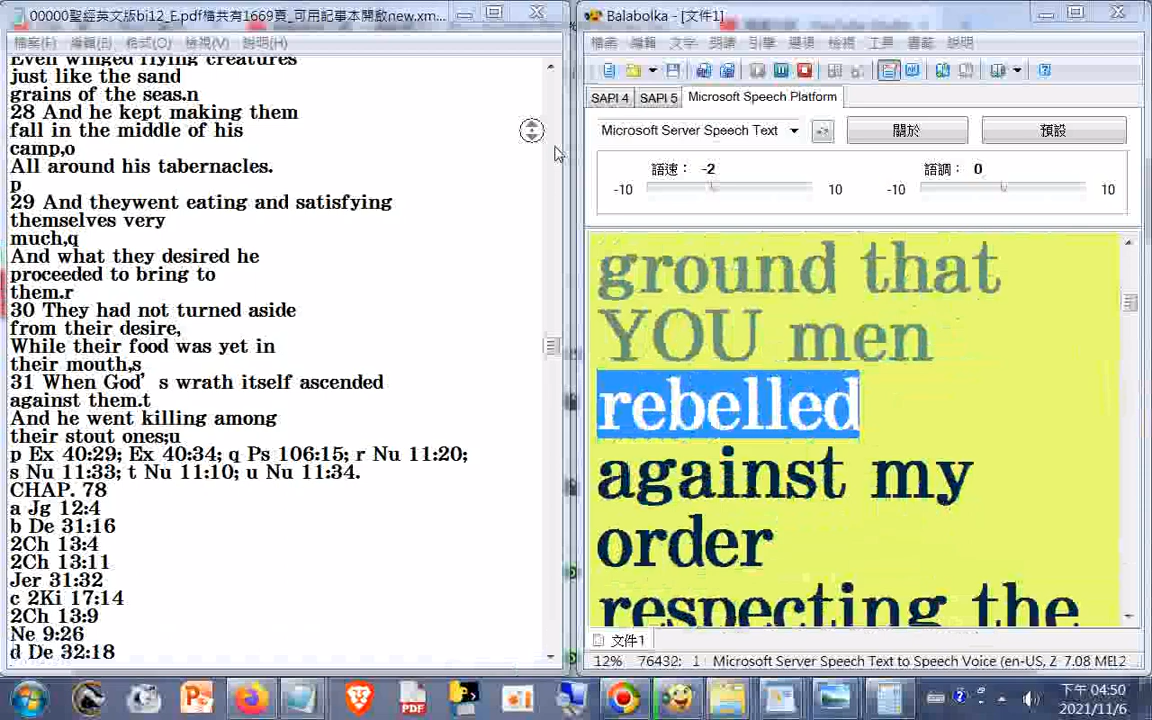 00000聖經英文版bi12_E.pdf檔共有1669頁_可用記事本開啟new.xm...
檔案(F) 編輯(E) 格式(O) 檢視(V) 說明(H)
Even winged flying creatures
just like the sand
grains of the seas.n
28 And he kept making them
fall in the middle of his
camp,o
All around his tabernacles.
p
29 And theywent eating and satisfying
themselves very
much,q
And what they desired he
proceeded to bring to
them.r
30 They had not turned aside
from their desire,
While their food was yet in
their mouth,s
31 When God’s wrath itself ascended
against them.t
And he went killing among
their stout ones;u
p Ex 40:29; Ex 40:34; q Ps 106:15; r Nu 11:20;
s Nu 11:33; t Nu 11:10; u Nu 11:34.
CHAP. 78
a Jg 12:4
b De 31:16
2Ch 13:4
2Ch 13:11
Jer 31:32
c 2Ki 17:14
2Ch 13:9
Ne 9:26
d De 32:18
Balabolka - [文件1]
檔案 編輯 文字 朗讀 引擎 選項 檢視 工具 書籤 說明
SAPI 4 SAPI 5 Microsoft Speech Platform
Microsoft Server Speech Text 關於 預設
語速： -2 語調： 0
-10 10 -10 10
ground that
YOU men
rebelled
against my
order
respecting the
文件1
12% 76432: 1 Microsoft Server Speech Text to Speech Voice (en-US, Z 7.08 ME12
PDF
下午 04:50
2021/11/6